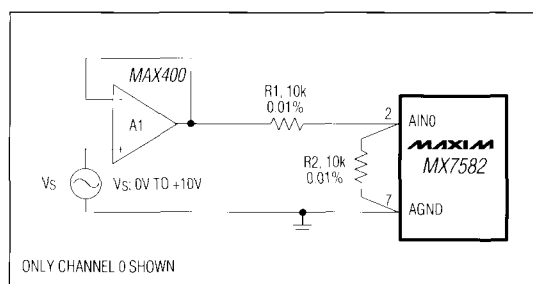 MAX400
-
A1
+
R1, 10k
0.01%
2
AIN0
MAXIM
MX7582
R2, 10k
0.01%
VS
VS: 0V TO +10V
7
AGND
ONLY CHANNEL 0 SHOWN